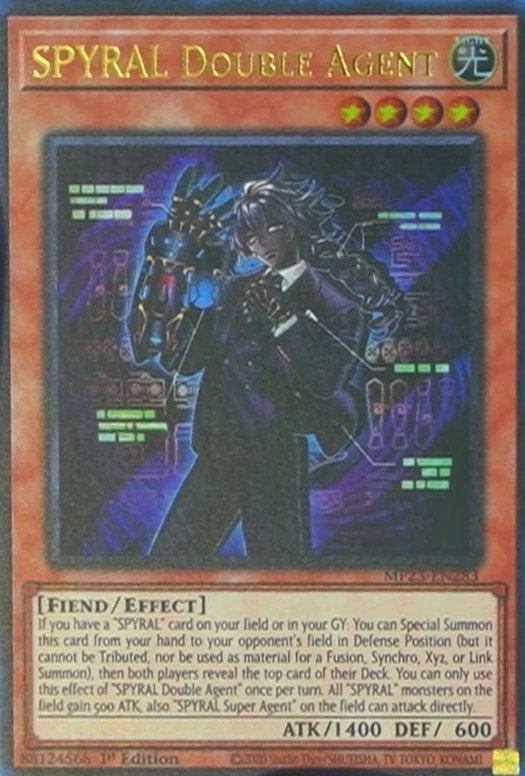 SPYRAL DOUBLE AGENT
LIGHT
光
MP23-EN283
[FIEND/EFFECT]
If you have a "SPYRAL" card on your field or in your GY: You can Special Summon
this card from your hand to your opponent's field in Defense Position (but it
cannot be Tributed, nor be used as material for a Fusion, Synchro, Xyz, or Link
Summon), then both players reveal the top card of their Deck. You can only use
this effect of "SPYRAL Double Agent" once per turn. All "SPYRAL" monsters on the
field gain 500 ATK, also "SPYRAL Super Agent" on the field can attack directly.
ATK/1400 DEF/ 600
88124568 1ST Edition ©2020 Studio Dice/SHUEISHA, TV TOKYO, KONAMI